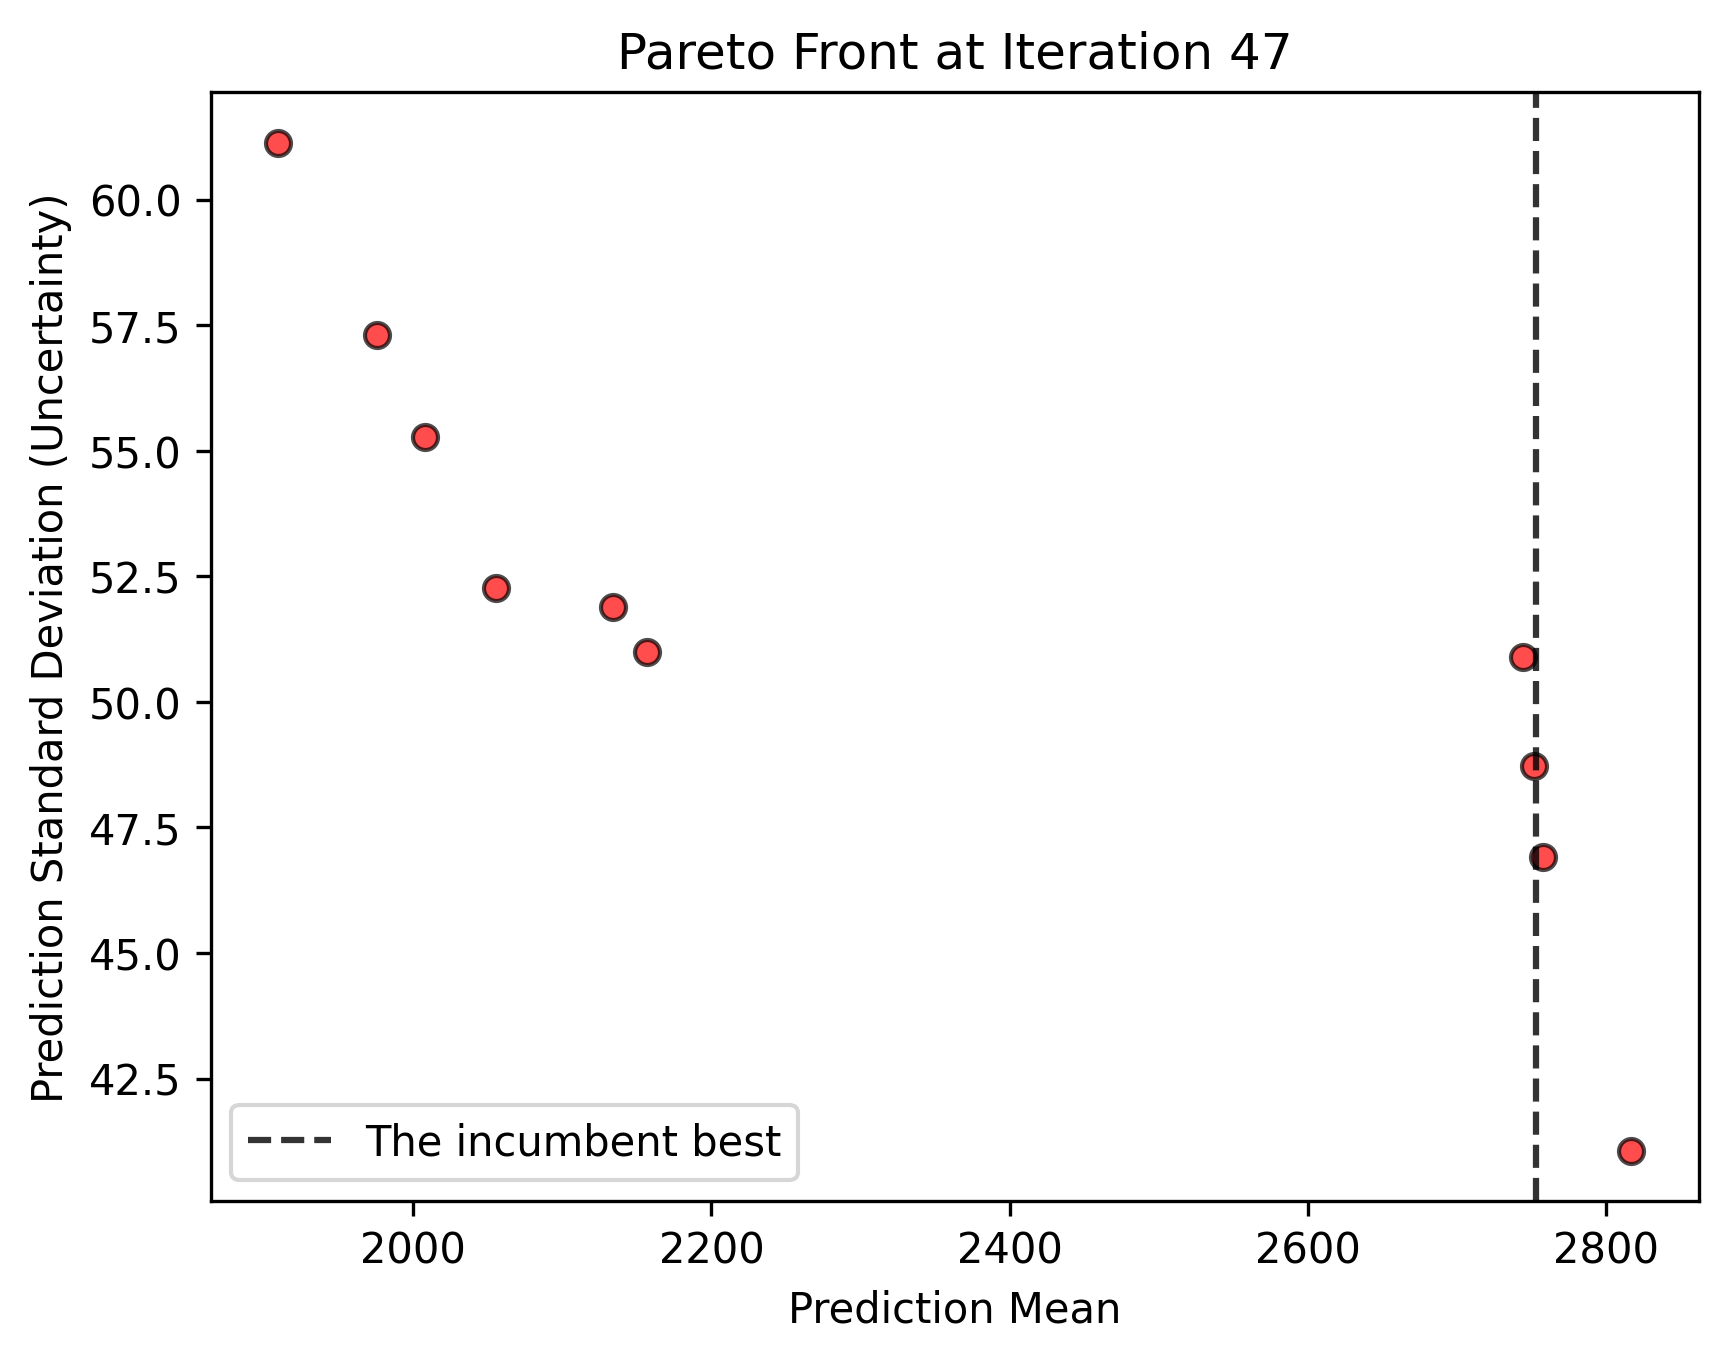 Pareto Front at Iteration 47
Prediction Standard Deviation (Uncertainty)
60.0
57.5
55.0
52.5
50.0
47.5
45.0
42.5
The incumbent best
2000 2200 2400 2600 2800
Prediction Mean